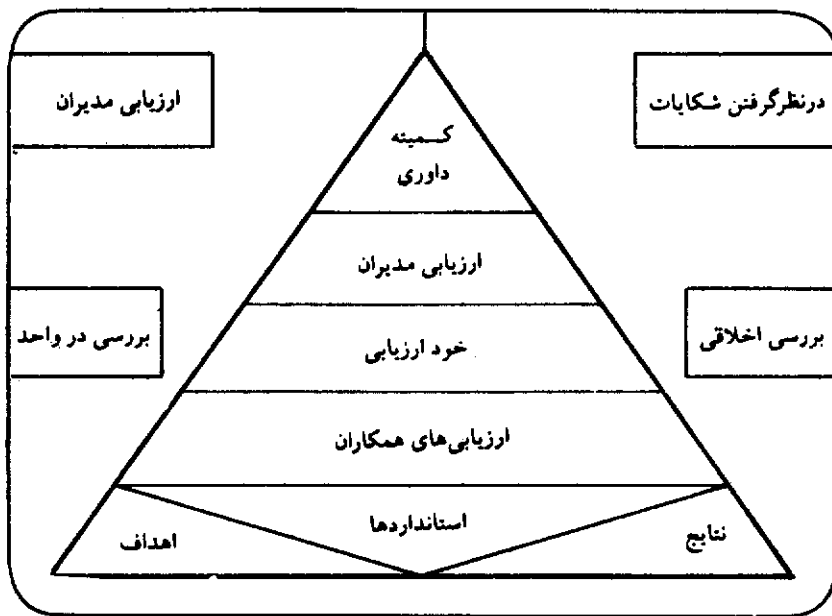 درنظرگرفتن شکایات
ارزیابی مدیران
کـمیته
داوری
ارزیابی مدیران
بررسی اخلاقی
خود ارزیابی
بررسی در واحد
ارزیابی‌های همکاران
نتایج
استانداردها
اهداف